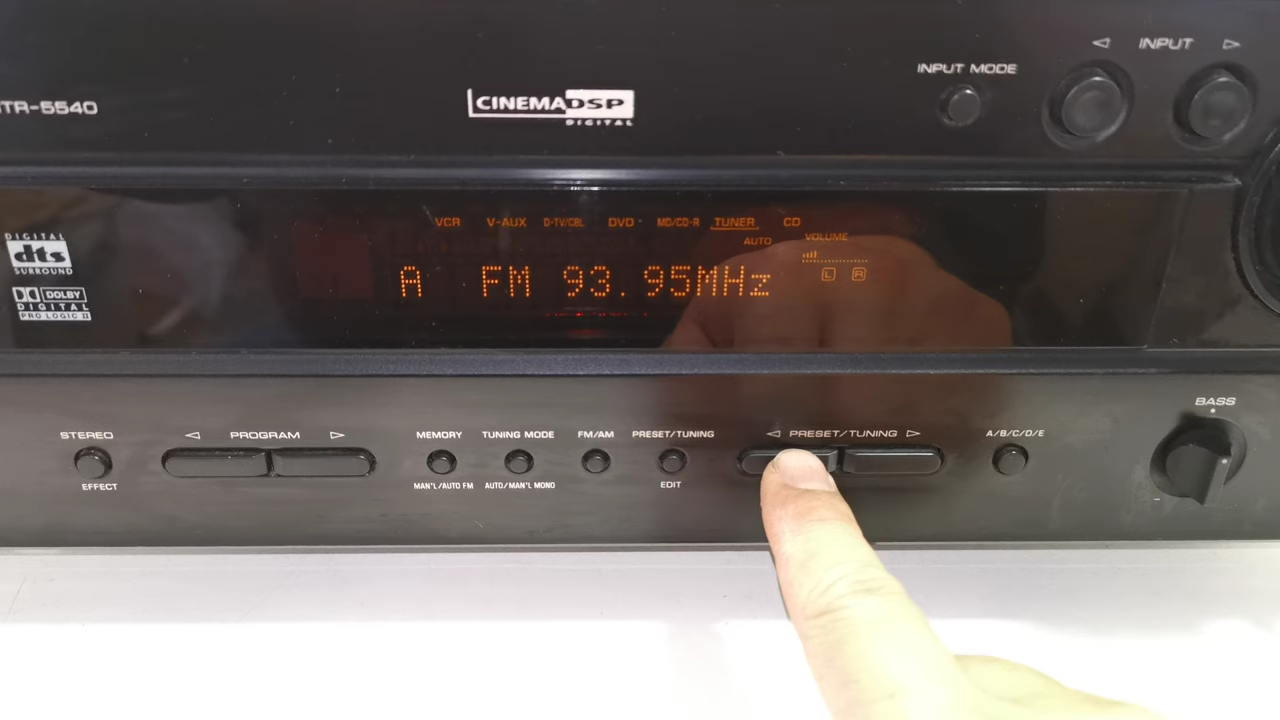 INPUT
INPUT MODE
HTR-5540
CINEMA DSP
DIGITAL
VCR V-AUX D-TV/CBL DVD MD/CD-R TUNER CD
AUTO VOLUME
DIGITAL
dts
SURROUND
A FM 93.95MHz
L R
DOLBY
DIGITAL
PRO LOGIC II
BASS
STEREO PROGRAM MEMORY TUNING MODE FM/AM PRESET/TUNING PRESET/TUNING A/B/C/D/E
EFFECT MAN'L/AUTO FM AUTO/MAN'L MONO EDIT